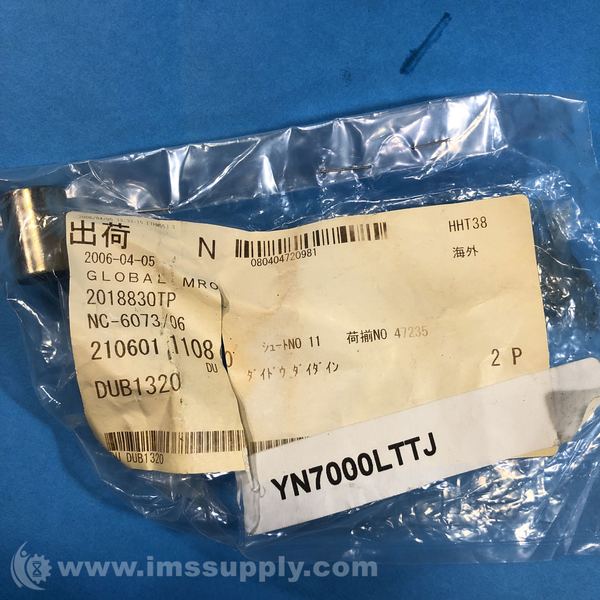 出荷 N
080404720981
HHT38
2006-04-05
海外
GLOBAL MRO
2018830TP
NC-6073/06
シュートNO 11 荷揃NO 47235
210601 1108 0
DU
ダイドウ ダイダイン
2 P
DUB1320
DUB1320
YN7000LTTJ
www.imssupply.com